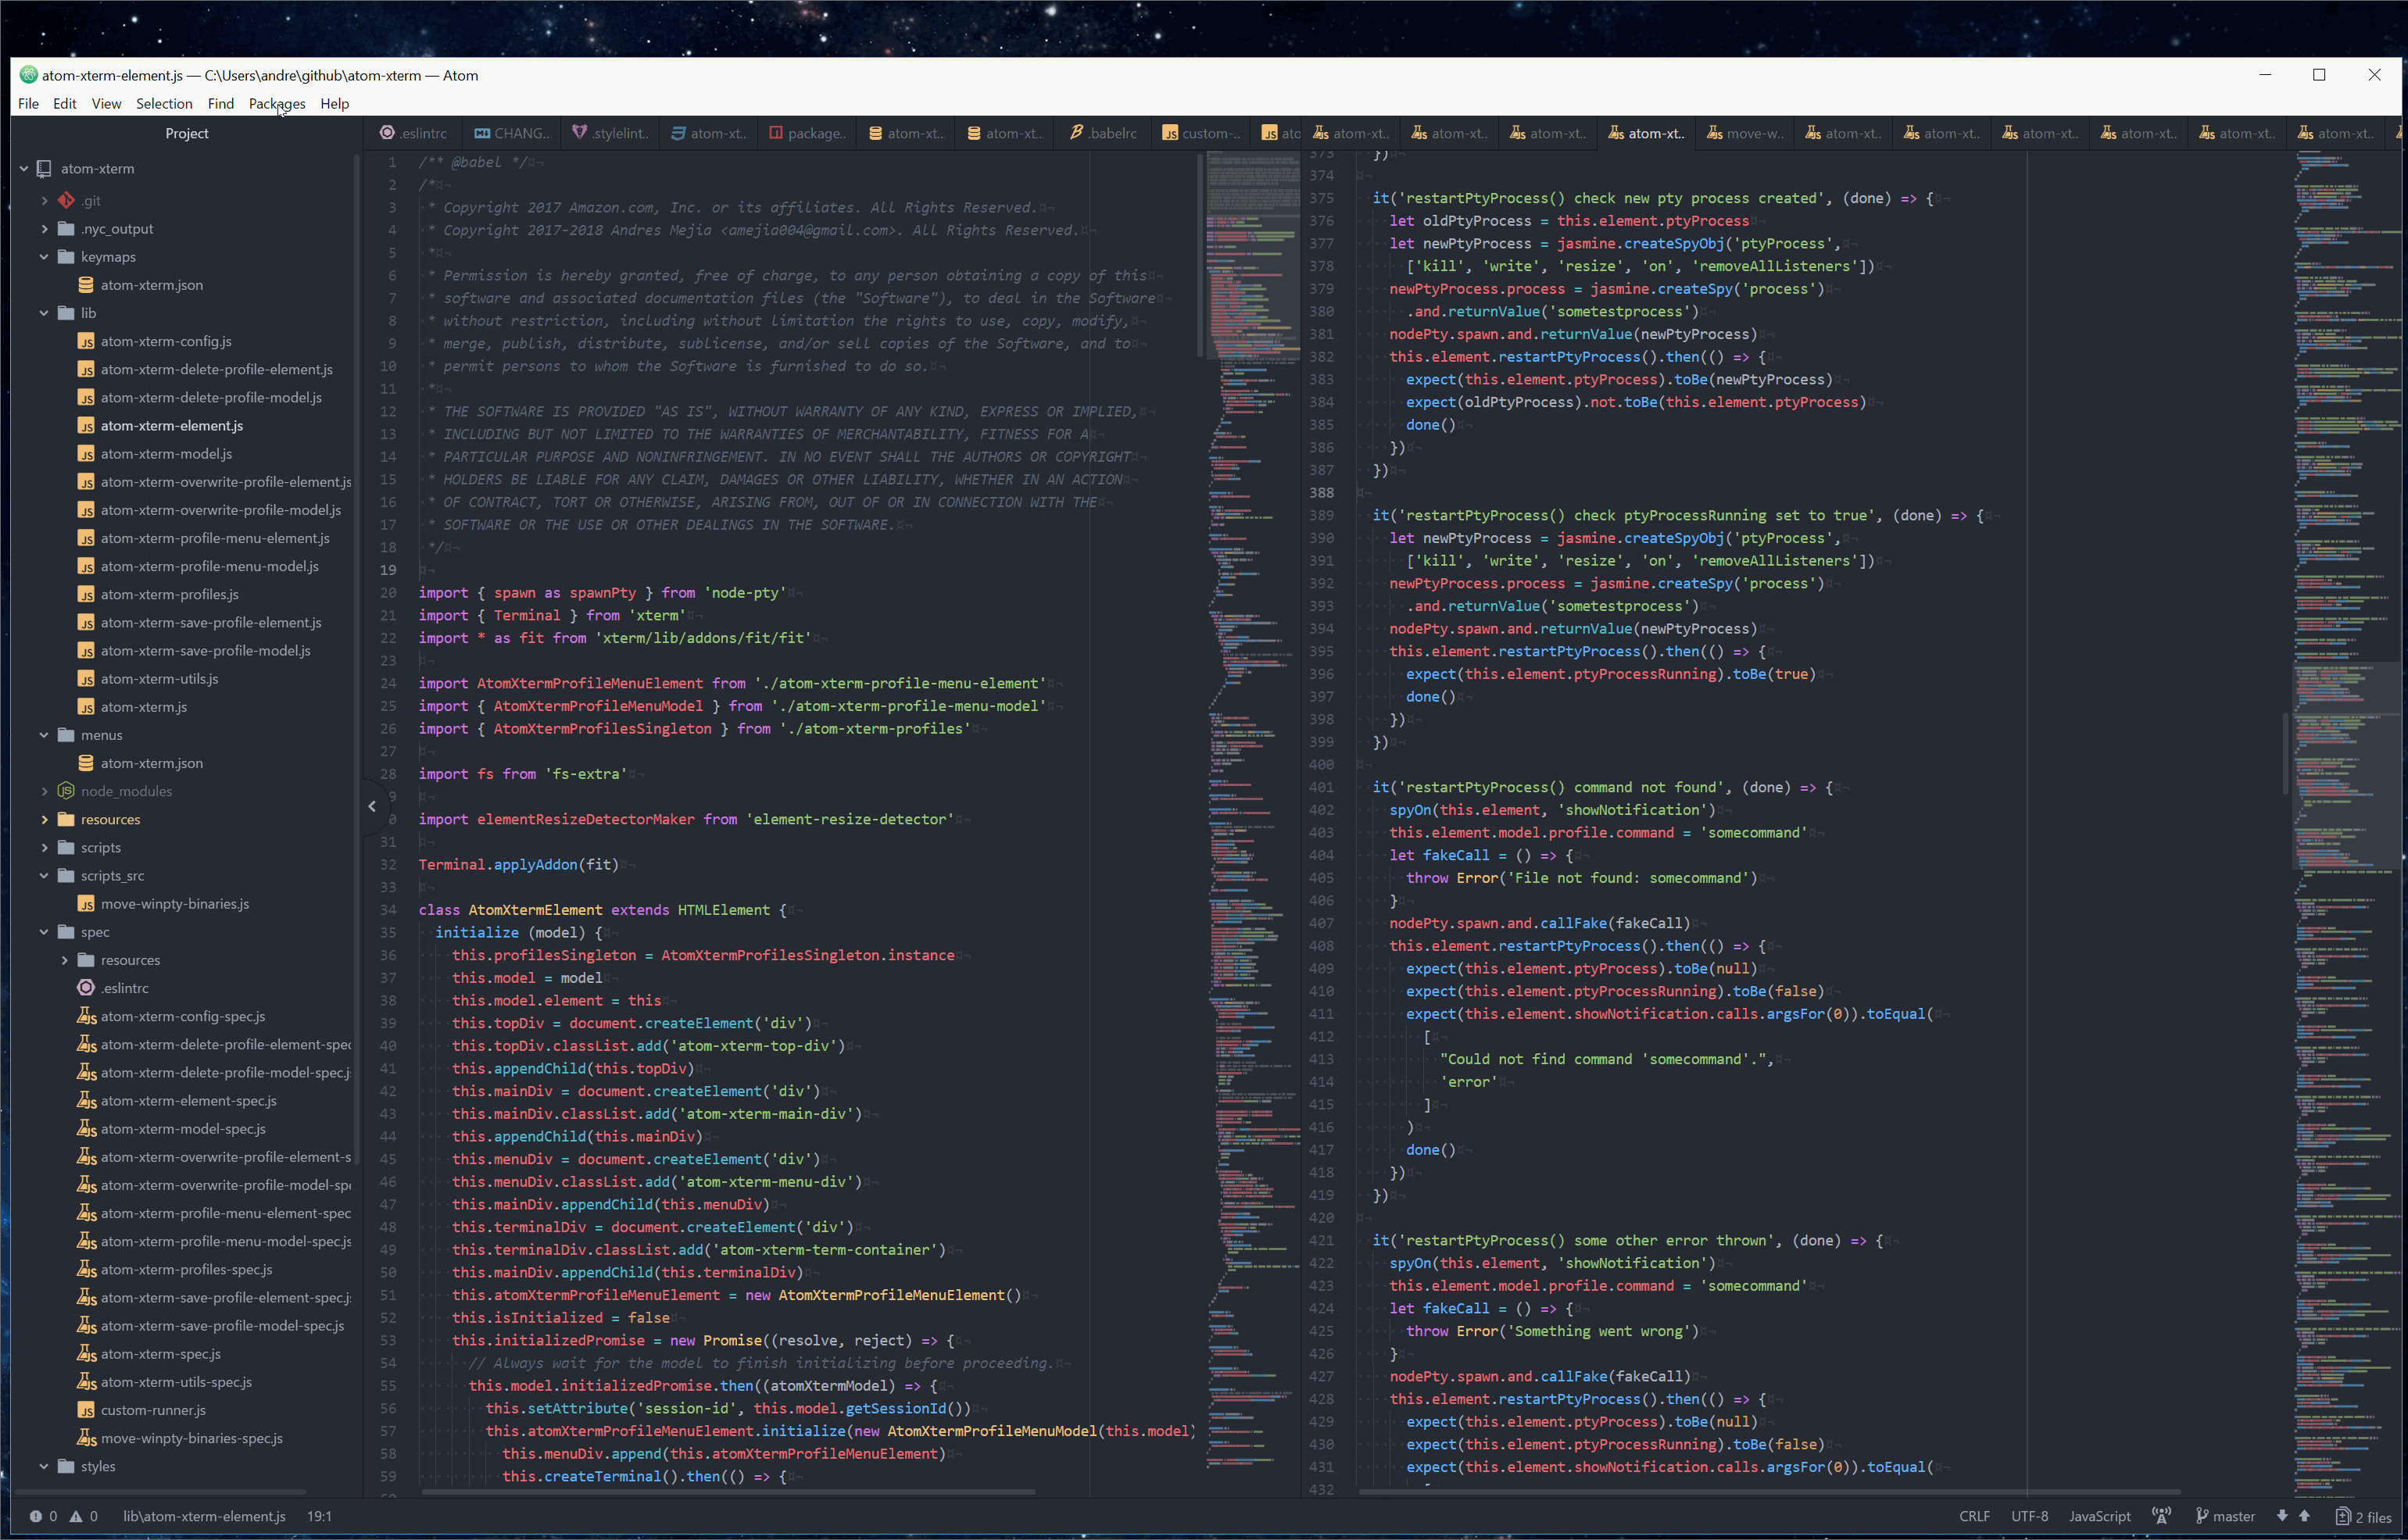 atom-xterm-element.js — C:\Users\andre\github\atom-xterm — Atom
File Edit View Selection Find Packages Help
Project
atom-xterm
.git
.nyc_output
keymaps
atom-xterm.json
lib
atom-xterm-config.js
atom-xterm-delete-profile-element.js
atom-xterm-delete-profile-model.js
atom-xterm-element.js
atom-xterm-model.js
atom-xterm-overwrite-profile-element.js
atom-xterm-overwrite-profile-model.js
atom-xterm-profile-menu-element.js
atom-xterm-profile-menu-model.js
atom-xterm-profiles.js
atom-xterm-save-profile-element.js
atom-xterm-save-profile-model.js
atom-xterm-utils.js
atom-xterm.js
menus
atom-xterm.json
node_modules
resources
scripts
scripts_src
move-winpty-binaries.js
spec
resources
.eslintrc
atom-xterm-config-spec.js
atom-xterm-delete-profile-element-spec
atom-xterm-delete-profile-model-spec.js
atom-xterm-element-spec.js
atom-xterm-model-spec.js
atom-xterm-overwrite-profile-element-s
atom-xterm-overwrite-profile-model-spe
atom-xterm-profile-menu-element-spec
atom-xterm-profile-menu-model-spec.js
atom-xterm-profiles-spec.js
atom-xterm-save-profile-element-spec.js
atom-xterm-save-profile-model-spec.js
atom-xterm-spec.js
atom-xterm-utils-spec.js
custom-runner.js
move-winpty-binaries-spec.js
styles
.eslintrc CHANG.. .stylelint.. atom-xt.. package.. atom-xt.. atom-xt.. .babelrc custom-.. ato
1 /** @babel */
2 /*
3 * Copyright 2017 Amazon.com, Inc. or its affiliates. All Rights Reserved.
4 * Copyright 2017-2018 Andres Mejia <amejia004@gmail.com>. All Rights Reserved.
5 *
6 * Permission is hereby granted, free of charge, to any person obtaining a copy of this
7 * software and associated documentation files (the "Software"), to deal in the Software
8 * without restriction, including without limitation the rights to use, copy, modify,
9 * merge, publish, distribute, sublicense, and/or sell copies of the Software, and to
10 * permit persons to whom the Software is furnished to do so.
11 *
12 * THE SOFTWARE IS PROVIDED "AS IS", WITHOUT WARRANTY OF ANY KIND, EXPRESS OR IMPLIED,
13 * INCLUDING BUT NOT LIMITED TO THE WARRANTIES OF MERCHANTABILITY, FITNESS FOR A
14 * PARTICULAR PURPOSE AND NONINFRINGEMENT. IN NO EVENT SHALL THE AUTHORS OR COPYRIGHT
15 * HOLDERS BE LIABLE FOR ANY CLAIM, DAMAGES OR OTHER LIABILITY, WHETHER IN AN ACTION
16 * OF CONTRACT, TORT OR OTHERWISE, ARISING FROM, OUT OF OR IN CONNECTION WITH THE
17 * SOFTWARE OR THE USE OR OTHER DEALINGS IN THE SOFTWARE.
18 */
19
20 import { spawn as spawnPty } from 'node-pty'
21 import { Terminal } from 'xterm'
22 import * as fit from 'xterm/lib/addons/fit/fit'
23
24 import AtomXtermProfileMenuElement from './atom-xterm-profile-menu-element'
25 import { AtomXtermProfileMenuModel } from './atom-xterm-profile-menu-model'
26 import { AtomXtermProfilesSingleton } from './atom-xterm-profiles'
27
28 import fs from 'fs-extra'
9
0 import elementResizeDetectorMaker from 'element-resize-detector'
31
32 Terminal.applyAddon(fit)
33
34 class AtomXtermElement extends HTMLElement {
35 initialize (model) {
36 this.profilesSingleton = AtomXtermProfilesSingleton.instance
37 this.model = model
38 this.model.element = this
39 this.topDiv = document.createElement('div')
40 this.topDiv.classList.add('atom-xterm-top-div')
41 this.appendChild(this.topDiv)
42 this.mainDiv = document.createElement('div')
43 this.mainDiv.classList.add('atom-xterm-main-div')
44 this.appendChild(this.mainDiv)
45 this.menuDiv = document.createElement('div')
46 this.menuDiv.classList.add('atom-xterm-menu-div')
47 this.mainDiv.appendChild(this.menuDiv)
48 this.terminalDiv = document.createElement('div')
49 this.terminalDiv.classList.add('atom-xterm-term-container')
50 this.mainDiv.appendChild(this.terminalDiv)
51 this.atomXtermProfileMenuElement = new AtomXtermProfileMenuElement()
52 this.isInitialized = false
53 this.initializedPromise = new Promise((resolve, reject) => {
54 // Always wait for the model to finish initializing before proceeding.
55 this.model.initializedPromise.then((atomXtermModel) => {
56 this.setAttribute('session-id', this.model.getSessionId())
57 this.atomXtermProfileMenuElement.initialize(new AtomXtermProfileMenuModel(this.model)
58 this.menuDiv.append(this.atomXtermProfileMenuElement)
59 this.createTerminal().then(() => {
atom-xt.. atom-xt.. atom-xt.. atom-xt.. move-w.. atom-xt.. atom-xt.. atom-xt.. atom-xt.. atom-xt.. atom-xt..
373 })
374
375 it('restartPtyProcess() check new pty process created', (done) => {
376 let oldPtyProcess = this.element.ptyProcess
377 let newPtyProcess = jasmine.createSpyObj('ptyProcess',
378 ['kill', 'write', 'resize', 'on', 'removeAllListeners'])
379 newPtyProcess.process = jasmine.createSpy('process')
380 .and.returnValue('sometestprocess')
381 nodePty.spawn.and.returnValue(newPtyProcess)
382 this.element.restartPtyProcess().then(() => {
383 expect(this.element.ptyProcess).toBe(newPtyProcess)
384 expect(oldPtyProcess).not.toBe(this.element.ptyProcess)
385 done()
386 })
387 })
388
389 it('restartPtyProcess() check ptyProcessRunning set to true', (done) => {
390 let newPtyProcess = jasmine.createSpyObj('ptyProcess',
391 ['kill', 'write', 'resize', 'on', 'removeAllListeners'])
392 newPtyProcess.process = jasmine.createSpy('process')
393 .and.returnValue('sometestprocess')
394 nodePty.spawn.and.returnValue(newPtyProcess)
395 this.element.restartPtyProcess().then(() => {
396 expect(this.element.ptyProcessRunning).toBe(true)
397 done()
398 })
399 })
400
401 it('restartPtyProcess() command not found', (done) => {
402 spyOn(this.element, 'showNotification')
403 this.element.model.profile.command = 'somecommand'
404 let fakeCall = () => {
405 throw Error('File not found: somecommand')
406 }
407 nodePty.spawn.and.callFake(fakeCall)
408 this.element.restartPtyProcess().then(() => {
409 expect(this.element.ptyProcess).toBe(null)
410 expect(this.element.ptyProcessRunning).toBe(false)
411 expect(this.element.showNotification.calls.argsFor(0)).toEqual(
412 [
413 "Could not find command 'somecommand'.",
414 'error'
415 ]
416 )
417 done()
418 })
419 })
420
421 it('restartPtyProcess() some other error thrown', (done) => {
422 spyOn(this.element, 'showNotification')
423 this.element.model.profile.command = 'somecommand'
424 let fakeCall = () => {
425 throw Error('Something went wrong')
426 }
427 nodePty.spawn.and.callFake(fakeCall)
428 this.element.restartPtyProcess().then(() => {
429 expect(this.element.ptyProcess).toBe(null)
430 expect(this.element.ptyProcessRunning).toBe(false)
431 expect(this.element.showNotification.calls.argsFor(0)).toEqual(
432
0 0 lib\atom-xterm-element.js 19:1 CRLF UTF-8 JavaScript master 2 files